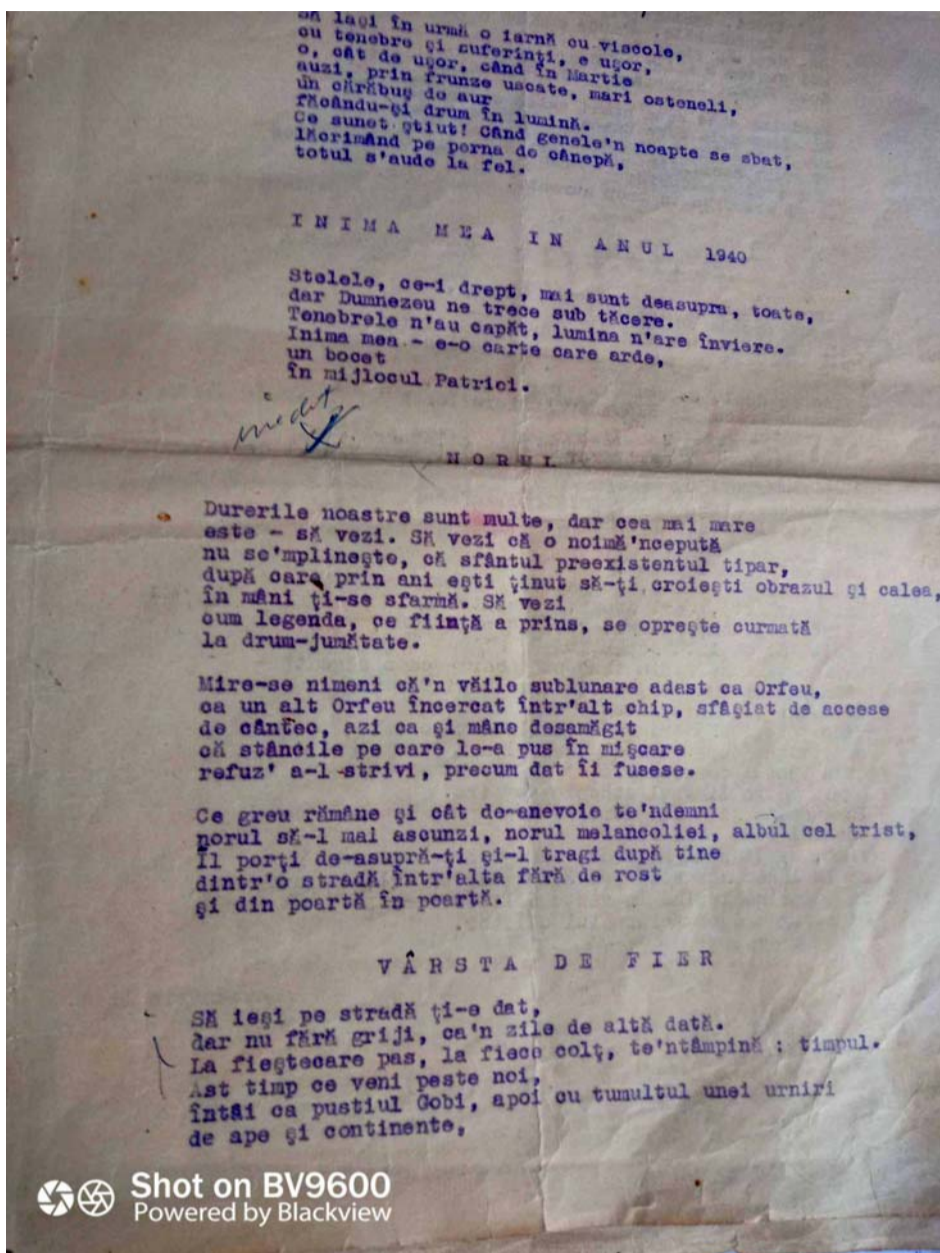 Să lași în urmă o iarnă cu viscole,
cu tenebre și suferinți, e ușor,
o, cât de ușor, când în Martie
auzi, prin frunze uscate, mari osteneli,
un cărăbuș de aur
făcându-și drum în lumină.
Ce sunet știut! Când genele'n noapte se sbat,
lăcrimând pe perna de cânepă,
totul s'aude la fel.
INIMA MEA IN ANUL 1940
Stelele, ce-i drept, mai sunt deasupra, toate,
dar Dumnezeu ne trece sub tăcere.
Tenebrele n'au capăt, lumina n'are înviere.
Inima mea - e-o carte care arde,
un bocet
în mijlocul Patriei.
inedit
NORUL
Durerile noastre sunt multe, dar cea mai mare
este - să vezi. Să vezi că o noimă'ncepută
nu se'mplinește, că sfântul preexistentul tipar,
după care prin ani ești ținut să-ți croiești obrazul și calea,
în mâni ți-se sfarmă. Să vezi
cum legenda, ce ființă a prins, se oprește curmată
la drum-jumătate.
Mire-se nimeni că'n văile sublunare adast ca Orfeu,
ca un alt Orfeu încercat într'alt chip, sfâșiat de accese
de cântec, azi ca și mâne desamăgit
că stâncile pe care le-a pus în mișcare
refuz' a-l strivi, precum dat îi fusese.
Ce greu rămâne și cât de-anevoie te'ndemni
norul să-l mai ascunzi, norul melancoliei, albul cel trist,
Îl porți de-asupră-ți și-l tragi după tine
dintr'o stradă într'alta fără de rost
și din poartă în poartă.
VÂRSTA DE FIER
Să ieși pe stradă ți-e dat,
dar nu fără griji, ca'n zile de altă dată.
La fieștecare pas, la fiece colț, te'ntâmpină : timpul.
Ast timp ce veni peste noi,
întâi ca pustiul Gobi, apoi cu tumultul unei urniri
de ape și continente,
Shot on BV9600
Powered by Blackview